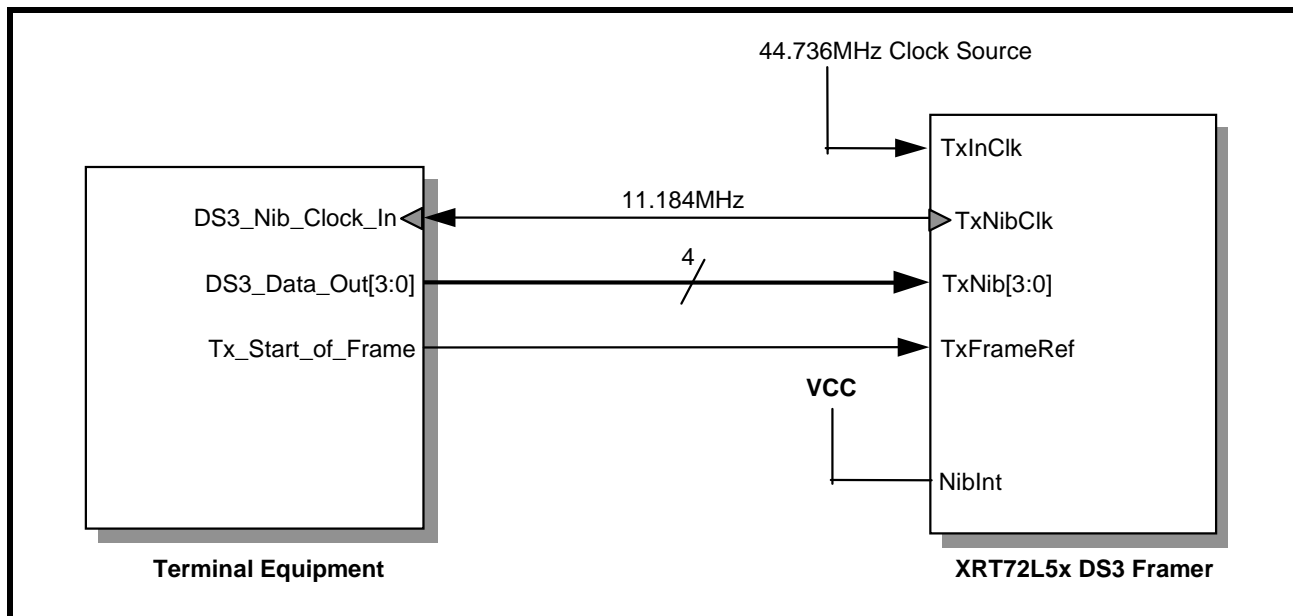 44.736MHz Clock Source
TxInClk
11.184MHz
DS3_Nib_Clock_In
TxNibClk
4
DS3_Data_Out[3:0]
TxNib[3:0]
Tx_Start_of_Frame
TxFrameRef
VCC
NibInt
Terminal Equipment
XRT72L5x DS3 Framer